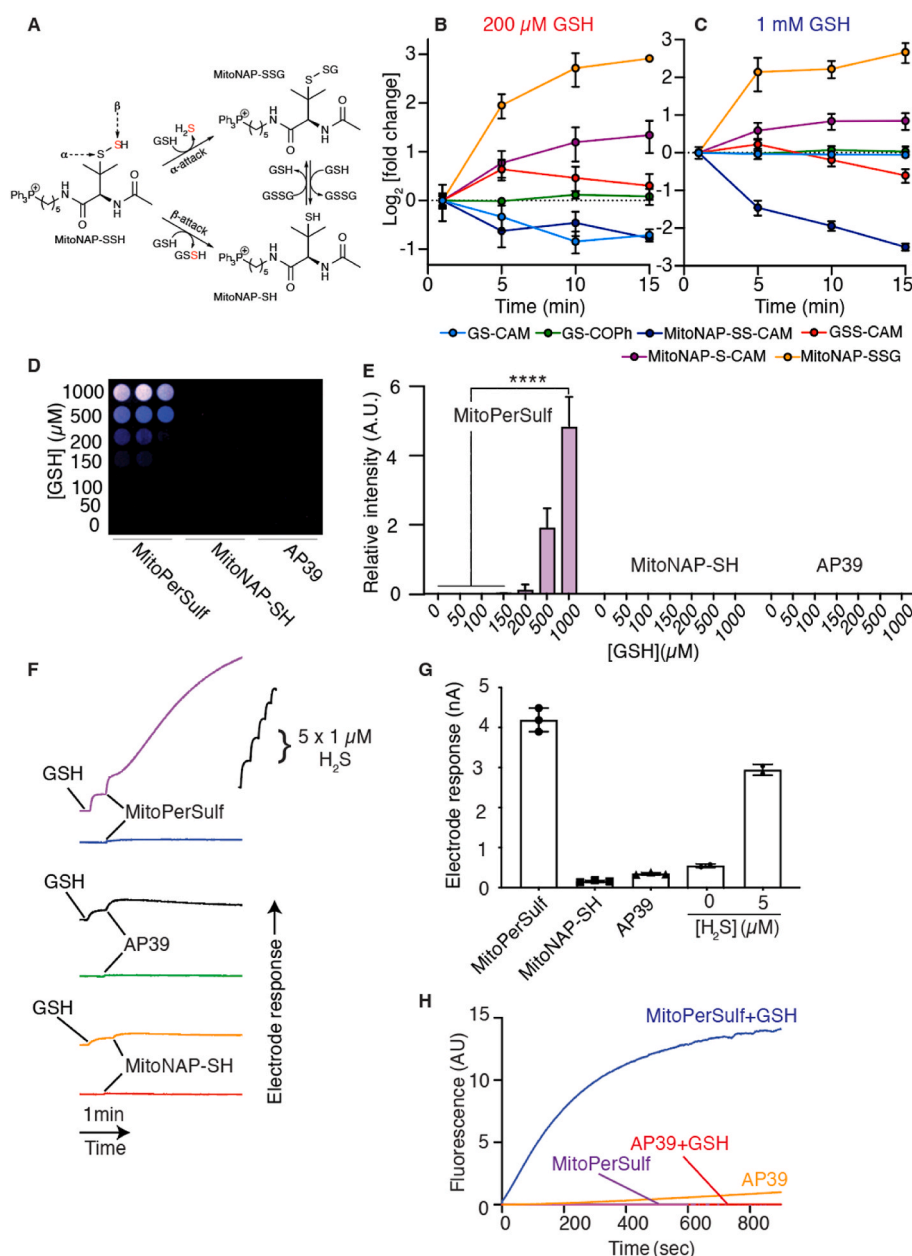 A
MitoNAP-SSG
S
SG
Ph3P
5
NH
O
N
H
O
β
SH
S
α
H2S
GSH
α-attack
Ph3P
5
NH
O
N
H
O
MitoNAP-SSH
GSH
GSSG
GSH
GSSG
β-attack
GSH
GSSH
SH
Ph3P
5
NH
O
N
H
O
MitoNAP-SH
B
200 µM GSH
Log2 [fold change]
3
2
1
0
-1
0
5
10
15
Time (min)
C
1 mM GSH
3
2
1
0
-1
-2
-3
0
5
10
15
Time (min)
GS-CAM
GS-COPh
MitoNAP-SS-CAM
GSS-CAM
MitoNAP-S-CAM
MitoNAP-SSG
D
[GSH] (µM)
1000
500
200
150
100
50
0
MitoPerSulf
MitoNAP-SH
AP39
E
Relative intensity (A.U.)
6
4
2
0
MitoPerSulf
****
MitoNAP-SH
AP39
0 50 100 150 200 500 1000
0 50 100 150 200 500 1000
0 50 100 150 200 500 1000
[GSH](µM)
F
GSH
MitoPerSulf
5 x 1 µM
H2S
GSH
AP39
GSH
MitoNAP-SH
1min
Time
Electrode response
G
Electrode response (nA)
5
4
3
2
1
0
MitoPerSulf
MitoNAP-SH
AP39
0
5
[H2S] (µM)
H
Fluorescence (AU)
15
10
5
0
MitoPerSulf+GSH
AP39+GSH
MitoPerSulf
AP39
0
200
400
600
800
Time (sec)